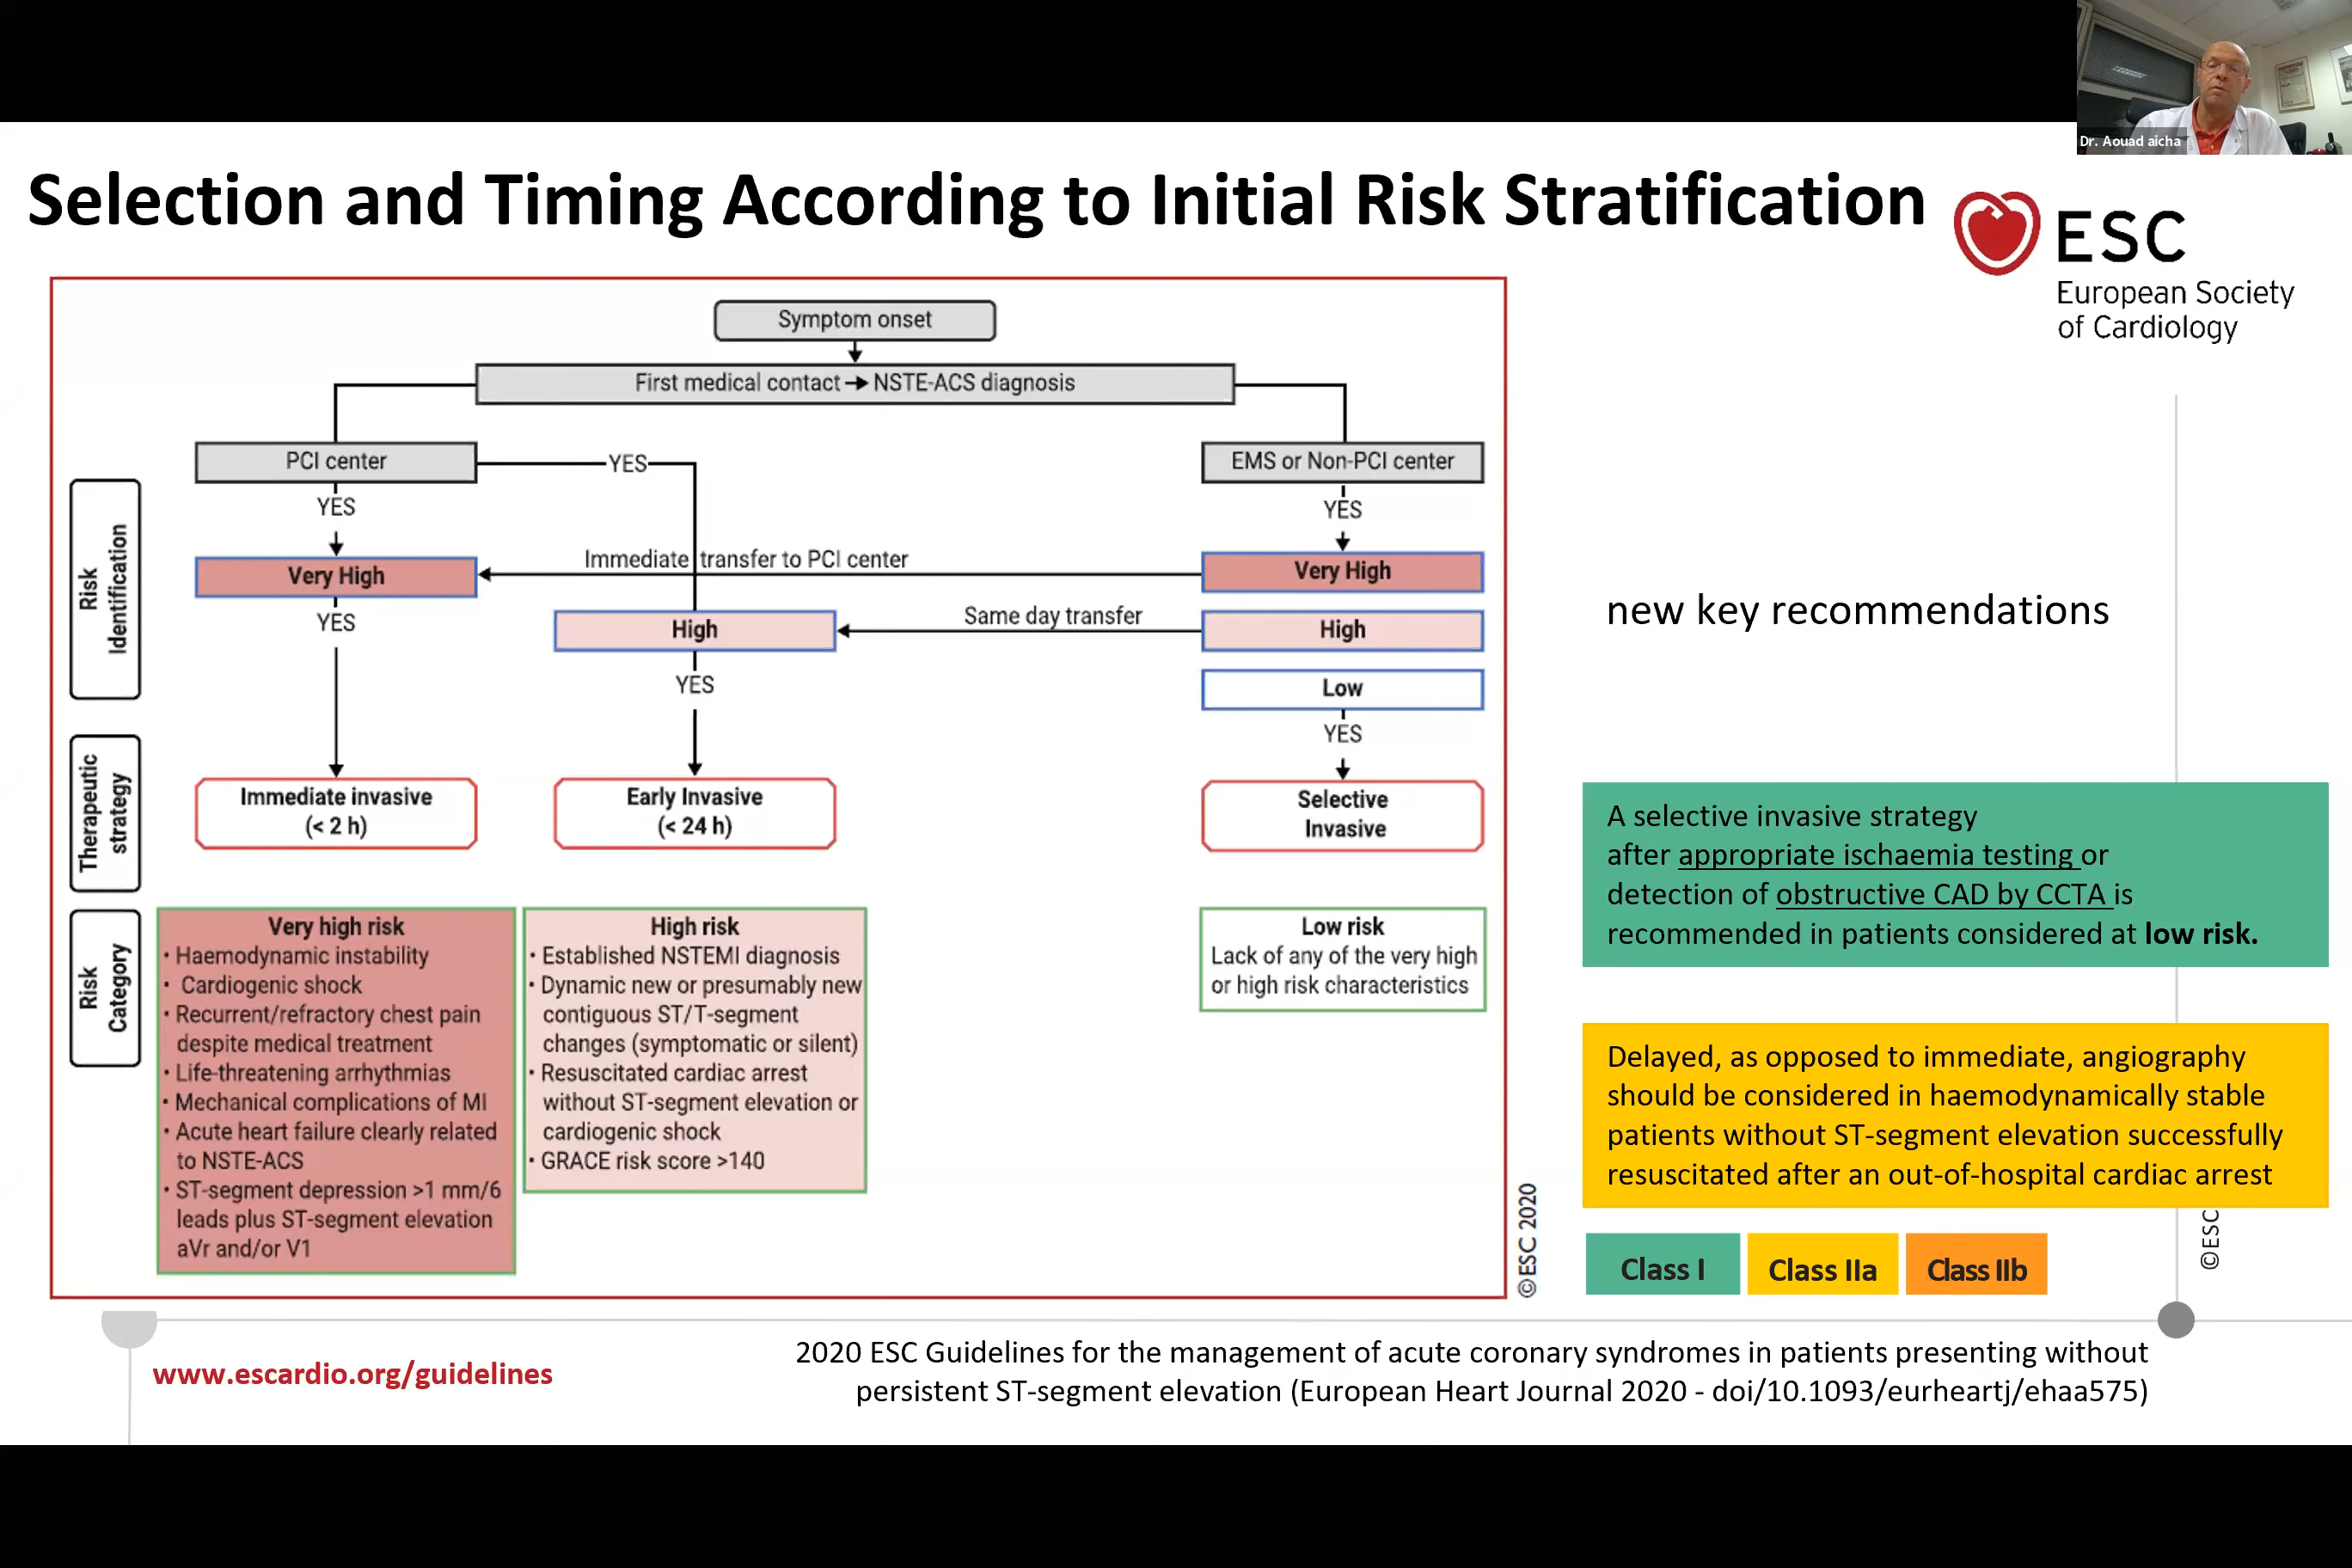 Dr. Aouad aicha
Selection and Timing According to Initial Risk Stratification
ESC
European Society
of Cardiology
Symptom onset
First medical contact → NSTE-ACS diagnosis
PCI center
YES
EMS or Non-PCI center
YES
YES
Risk
Identification
Immediate transfer to PCI center
Very High
Very High
YES
Same day transfer
High
High
YES
Low
YES
Therapeutic
strategy
Immediate invasive
(< 2 h)
Early Invasive
(< 24 h)
Selective
Invasive
Risk
Category
Very high risk
• Haemodynamic instability
• Cardiogenic shock
• Recurrent/refractory chest pain
despite medical treatment
• Life-threatening arrhythmias
• Mechanical complications of MI
• Acute heart failure clearly related
to NSTE-ACS
• ST-segment depression >1 mm/6
leads plus ST-segment elevation
aVr and/or V1
High risk
• Established NSTEMI diagnosis
• Dynamic new or presumably new
contiguous ST/T-segment
changes (symptomatic or silent)
• Resuscitated cardiac arrest
without ST-segment elevation or
cardiogenic shock
• GRACE risk score >140
Low risk
Lack of any of the very high
or high risk characteristics
©ESC 2020
new key recommendations
A selective invasive strategy
after appropriate ischaemia testing or
detection of obstructive CAD by CCTA is
recommended in patients considered at low risk.
Delayed, as opposed to immediate, angiography
should be considered in haemodynamically stable
patients without ST-segment elevation successfully
resuscitated after an out-of-hospital cardiac arrest
©ESC
Class I
Class IIa
Class IIb
www.escardio.org/guidelines
2020 ESC Guidelines for the management of acute coronary syndromes in patients presenting without
persistent ST-segment elevation (European Heart Journal 2020 - doi/10.1093/eurheartj/ehaa575)